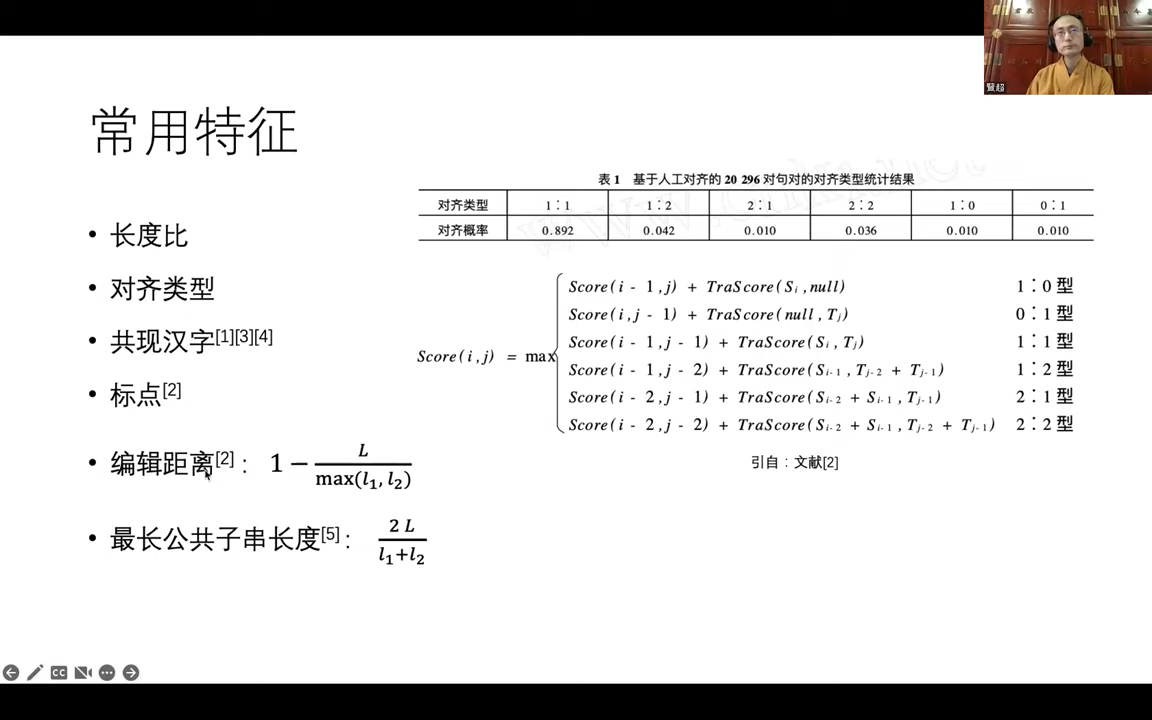 賢超
常用特征
• 长度比
• 对齐类型
• 共现汉字[1][3][4]
• 标点[2]
• 编辑距离[2]： 1 − L / max(l₁, l₂)
• 最长公共子串长度[5]： 2 L / l₁+l₂
表 1 基于人工对齐的 20 296 对句对的对齐类型统计结果
对齐类型 1∶1 1∶2 2∶1 2∶2 1∶0 0∶1
对齐概率 0.892 0.042 0.010 0.036 0.010 0.010
Score(i - 1,j) + TraScore(Sᵢ,null) 1∶0 型
Score(i,j - 1) + TraScore(null,Tⱼ) 0∶1 型
Score(i - 1,j - 1) + TraScore(Sᵢ,Tⱼ) 1∶1 型
Score(i,j) = max
Score(i - 1,j - 2) + TraScore(Sᵢ₋₁,Tⱼ₋₂ + Tⱼ₋₁) 1∶2 型
Score(i - 2,j - 1) + TraScore(Sᵢ₋₂ + Sᵢ₋₁,Tⱼ₋₁) 2∶1 型
Score(i - 2,j - 2) + TraScore(Sᵢ₋₂ + Sᵢ₋₁,Tⱼ₋₂ + Tⱼ₋₁) 2∶2 型
引自：文献[2]
CC